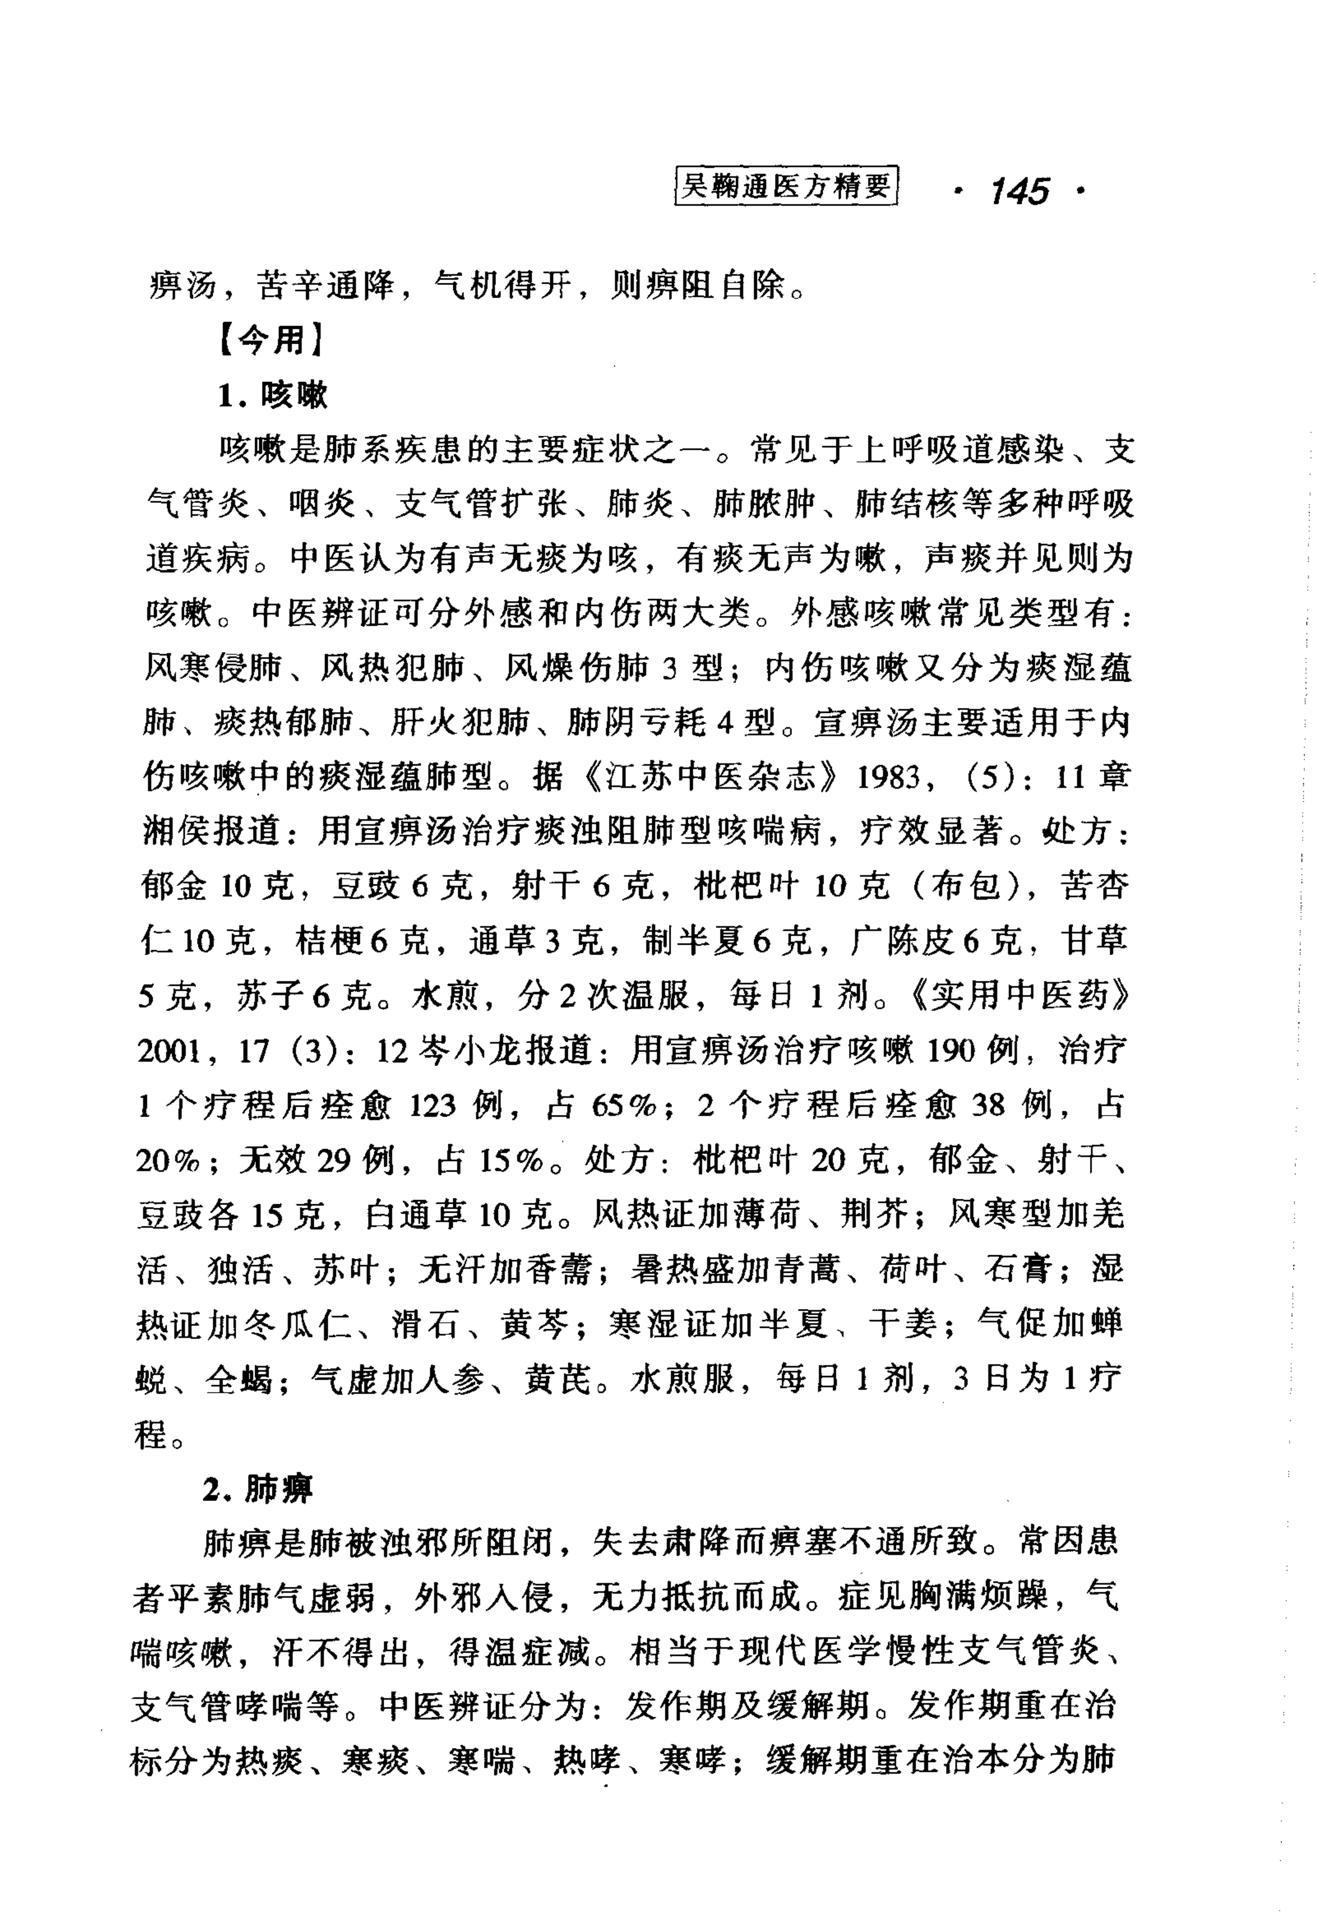 吴鞠通医方精要 · 145 ·
痹汤，苦辛通降，气机得开，则痹阻自除。
【今用】
1. 咳嗽
咳嗽是肺系疾患的主要症状之一。常见于上呼吸道感染、支
气管炎、咽炎、支气管扩张、肺炎、肺脓肿、肺结核等多种呼吸
道疾病。中医认为有声无痰为咳，有痰无声为嗽，声痰并见则为
咳嗽。中医辨证可分外感和内伤两大类。外感咳嗽常见类型有：
风寒侵肺、风热犯肺、风燥伤肺 3 型；内伤咳嗽又分为痰湿蕴
肺、痰热郁肺、肝火犯肺、肺阴亏耗 4 型。宣痹汤主要适用于内
伤咳嗽中的痰湿蕴肺型。据《江苏中医杂志》1983，(5)：11 章
湘侯报道：用宣痹汤治疗痰浊阻肺型咳喘病，疗效显著。处方：
郁金 10 克，豆豉 6 克，射干 6 克，枇杷叶 10 克（布包），苦杏
仁 10 克，桔梗 6 克，通草 3 克，制半夏 6 克，广陈皮 6 克，甘草
5 克，苏子 6 克。水煎，分 2 次温服，每日 1 剂。《实用中医药》
2001，17 (3)：12 岑小龙报道：用宣痹汤治疗咳嗽 190 例，治疗
1 个疗程后痊愈 123 例，占 65%；2 个疗程后痊愈 38 例，占
20%；无效 29 例，占 15%。处方：枇杷叶 20 克，郁金、射干、
豆豉各 15 克，白通草 10 克。风热证加薄荷、荆芥；风寒型加羌
活、独活、苏叶；无汗加香薷；暑热盛加青蒿、荷叶、石膏；湿
热证加冬瓜仁、滑石、黄芩；寒湿证加半夏、干姜；气促加蝉
蜕、全蝎；气虚加人参、黄芪。水煎服，每日 1 剂，3 日为 1 疗
程。
2. 肺痹
肺痹是肺被浊邪所阻闭，失去肃降而痹塞不通所致。常因患
者平素肺气虚弱，外邪入侵，无力抵抗而成。症见胸满烦躁，气
喘咳嗽，汗不得出，得温症减。相当于现代医学慢性支气管炎、
支气管哮喘等。中医辨证分为：发作期及缓解期。发作期重在治
标分为热痰、寒痰、寒喘、热哮、寒哮；缓解期重在治本分为肺